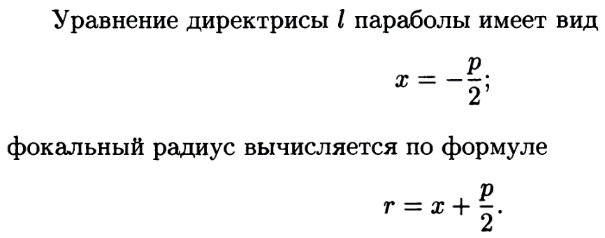 Уравнение директрисы l параболы имеет вид
x = −p/2;
фокальный радиус вычисляется по формуле
r = x + p/2.